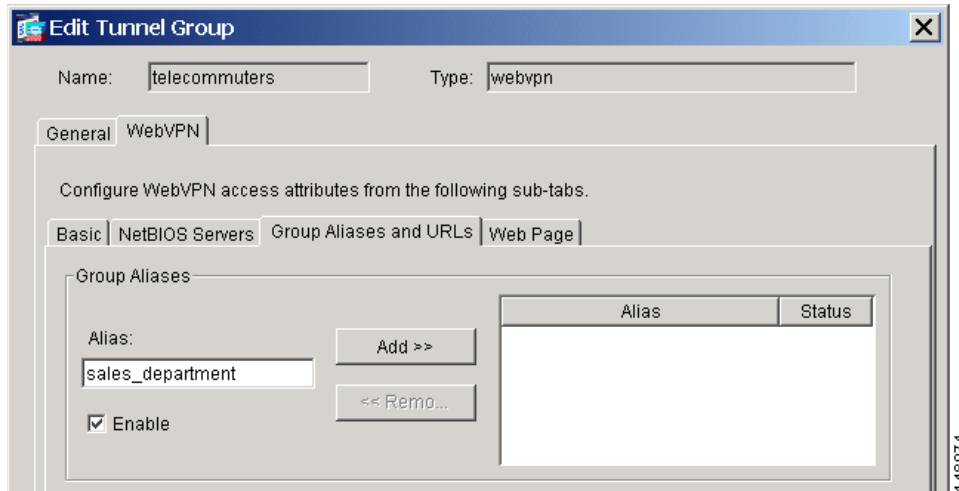 Edit Tunnel Group
Name: telecommuters Type: webvpn
General WebVPN
Configure WebVPN access attributes from the following sub-tabs.
Basic NetBIOS Servers Group Aliases and URLs Web Page
Group Aliases
Alias Status
Alias:
Add >>
sales_department
<< Remo...
Enable